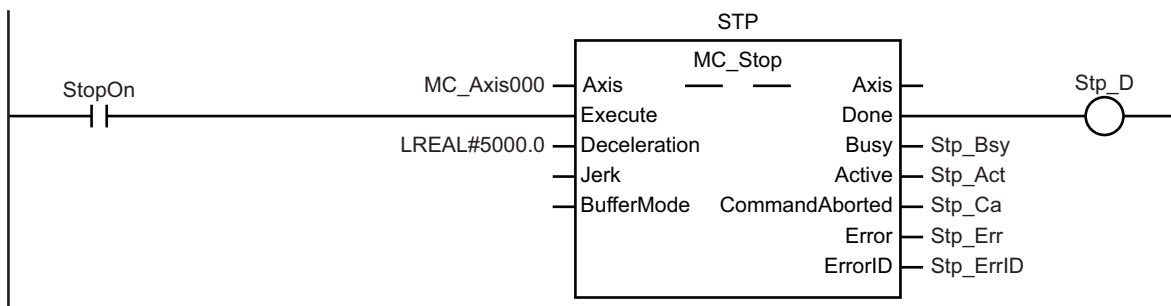 STP
MC_Stop
MC_Axis000 Axis Axis
StopOn Execute Done Stp_D
LREAL#5000.0 Deceleration Busy Stp_Bsy
Jerk Active Stp_Act
BufferMode CommandAborted Stp_Ca
Error Stp_Err
ErrorID Stp_ErrID